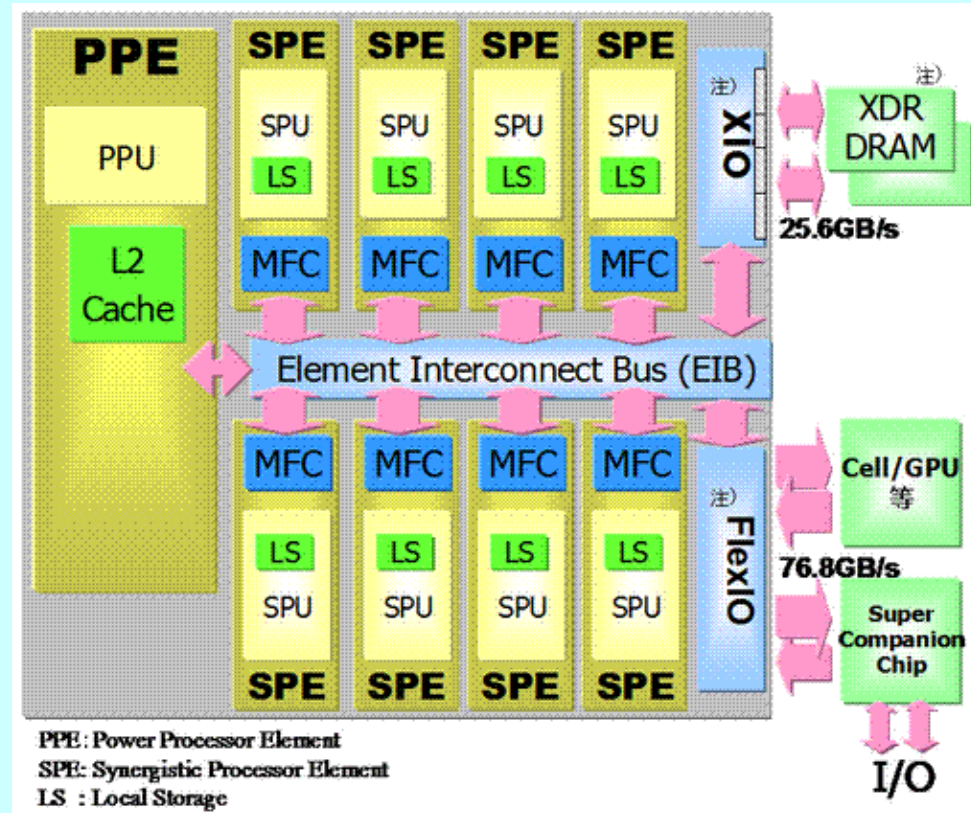 PPE
PPU
L2
Cache
SPE SPE SPE SPE
SPU SPU SPU SPU
LS LS LS LS
MFC MFC MFC MFC
注)
XIO
注)
XDR
DRAM
25.6GB/s
Element Interconnect Bus (EIB)
MFC MFC MFC MFC
LS LS LS LS
SPU SPU SPU SPU
SPE SPE SPE SPE
注)
FlexIO
Cell/GPU
等
76.8GB/s
Super
Companion
Chip
I/O
PPE: Power Processor Element
SPE: Synergistic Processor Element
LS : Local Storage